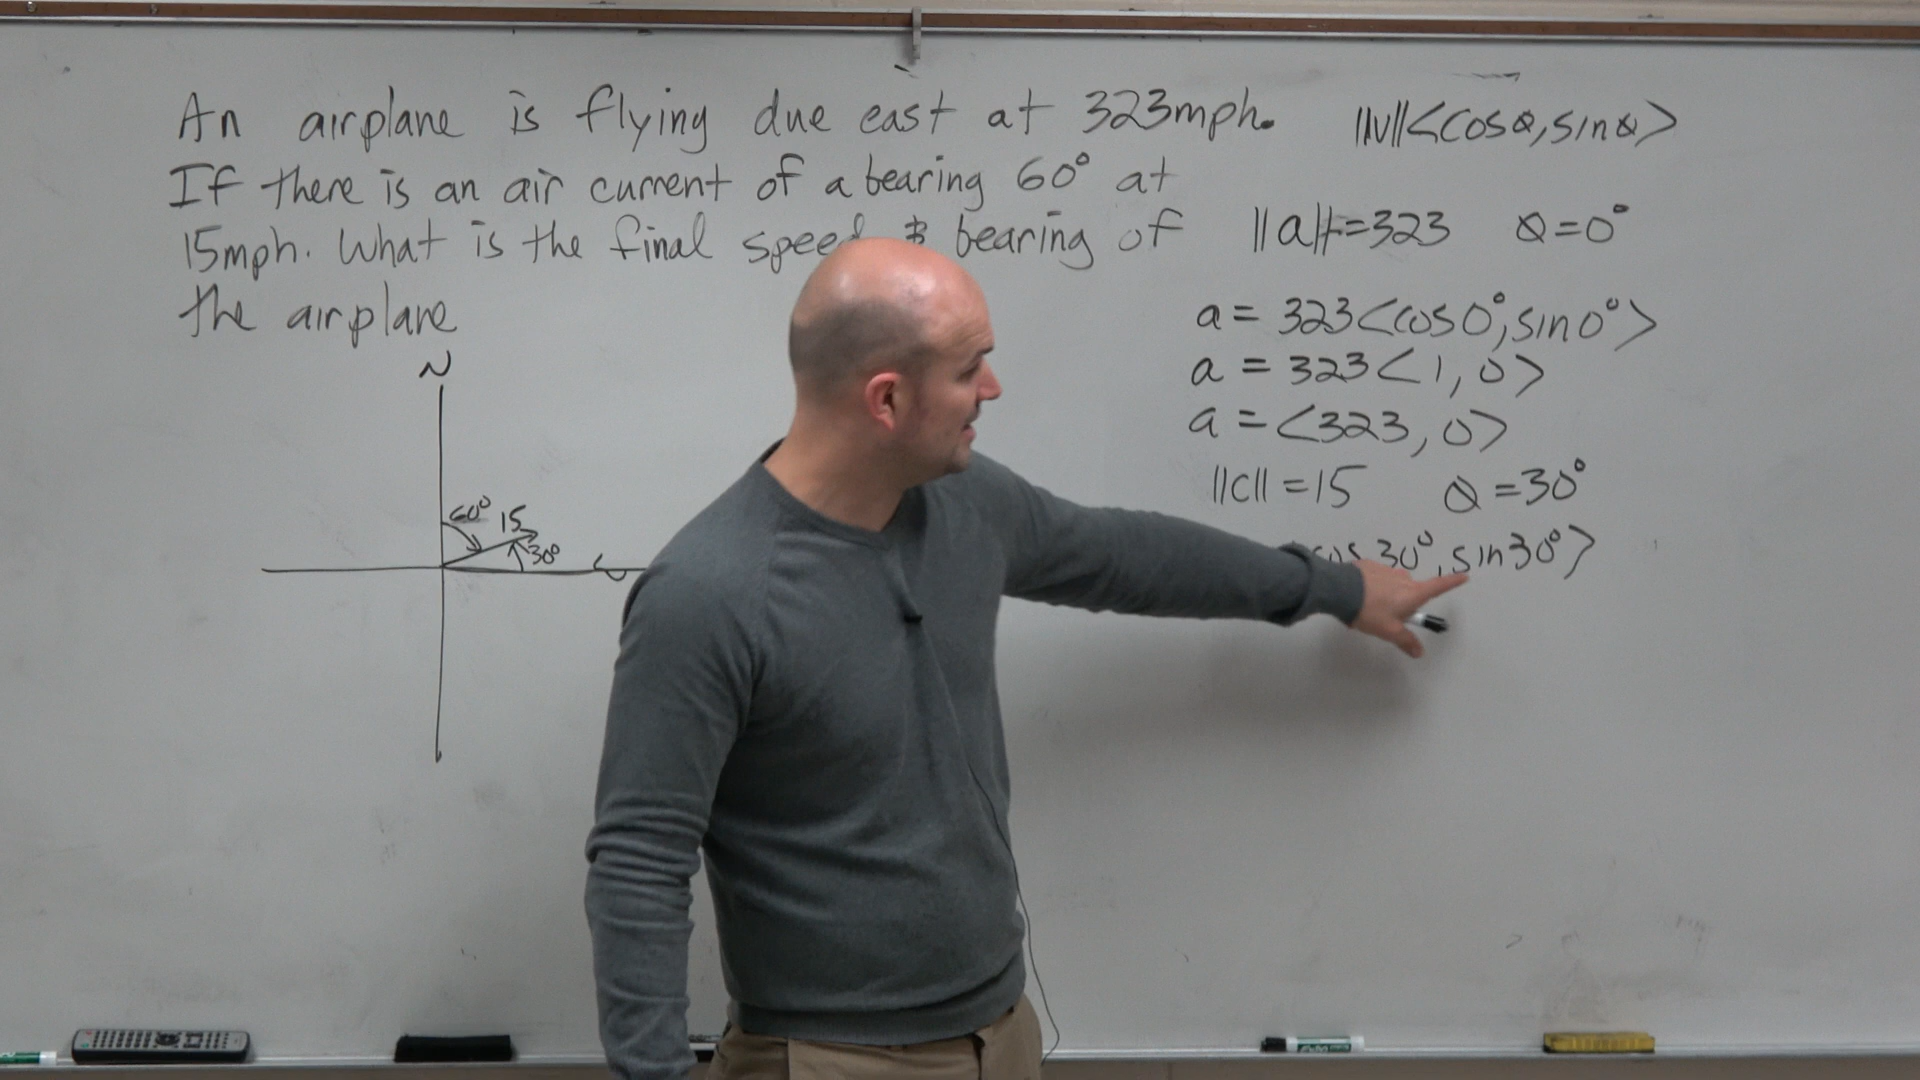 An airplane is flying due east at 323mph.
If there is an air current of a bearing 60° at
15mph. What is the final speed & bearing of
the airplane
N
60° 15
30°
||v||<cosθ, sinθ>
||a||=323 θ=0°
a = 323<cos0°, sin0°>
a = 323<1, 0>
a = <323, 0>
||c|| = 15 θ = 30°
cos 30°, sin30°>